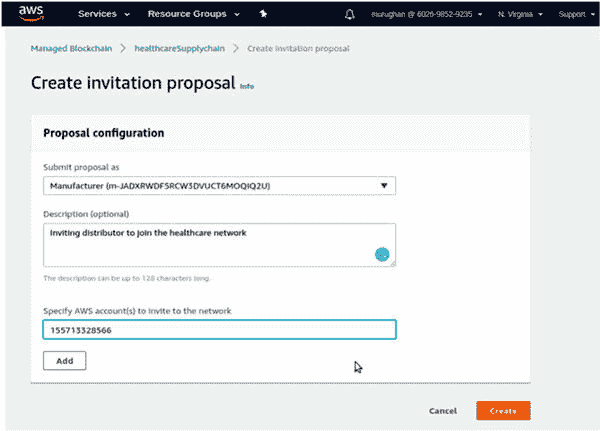 aws
Services
Resource Groups
@ 6026-9852-9235
N. Virginia
Support
Managed Blockchain > healthcareSupplychain > Create invitation proposal
Create invitation proposal Info
Proposal configuration
Submit proposal as
Manufacturer (m-JADXRWDF5RCW3DVUCT6MOQIQ2U)
Description (optional)
Inviting distributor to join the healthcare network
The description can be up to 128 characters long.
Specify AWS account(s) to invite to the network
155713328566
Add
Cancel
Create